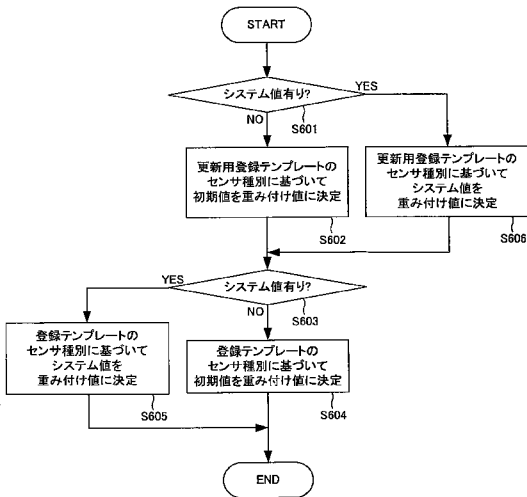 START
システム値有り?
YES
NO
S601
更新用登録テンプレートの
センサ種別に基づいて
初期値を重み付け値に決定
S602
更新用登録テンプレートの
センサ種別に基づいて
システム値を
重み付け値に決定
S606
システム値有り?
YES
NO
S603
登録テンプレートの
センサ種別に基づいて
システム値を
重み付け値に決定
S605
登録テンプレートの
センサ種別に基づいて
初期値を重み付け値に決定
S604
END